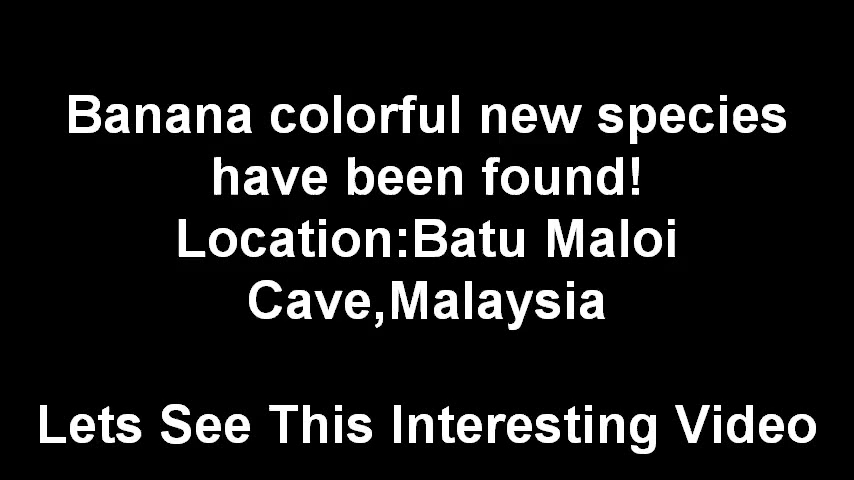 Banana colorful new species
have been found!
Location:Batu Maloi
Cave,Malaysia
Lets See This Interesting Video